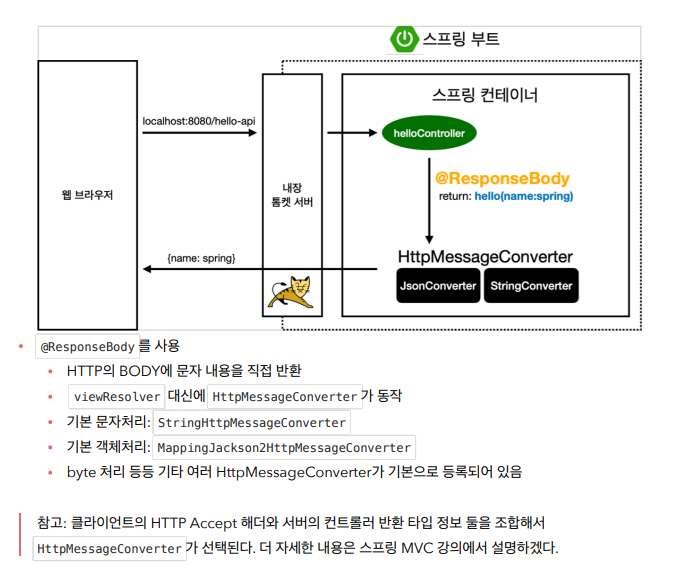 스프링 부트
스프링 컨테이너
localhost:8080/hello-api
helloController
웹 브라우저
내장
톰켓 서버
@ResponseBody
return: hello(name:spring)
{name: spring}
HttpMessageConverter
JsonConverter
StringConverter
@ResponseBody 를 사용
HTTP의 BODY에 문자 내용을 직접 반환
viewResolver 대신에 HttpMessageConverter 가 동작
기본 문자처리: StringHttpMessageConverter
기본 객체처리: MappingJackson2HttpMessageConverter
byte 처리 등등 기타 여러 HttpMessageConverter가 기본으로 등록되어 있음
참고: 클라이언트의 HTTP Accept 해더와 서버의 컨트롤러 반환 타입 정보 둘을 조합해서
HttpMessageConverter 가 선택된다. 더 자세한 내용은 스프링 MVC 강의에서 설명하겠다.